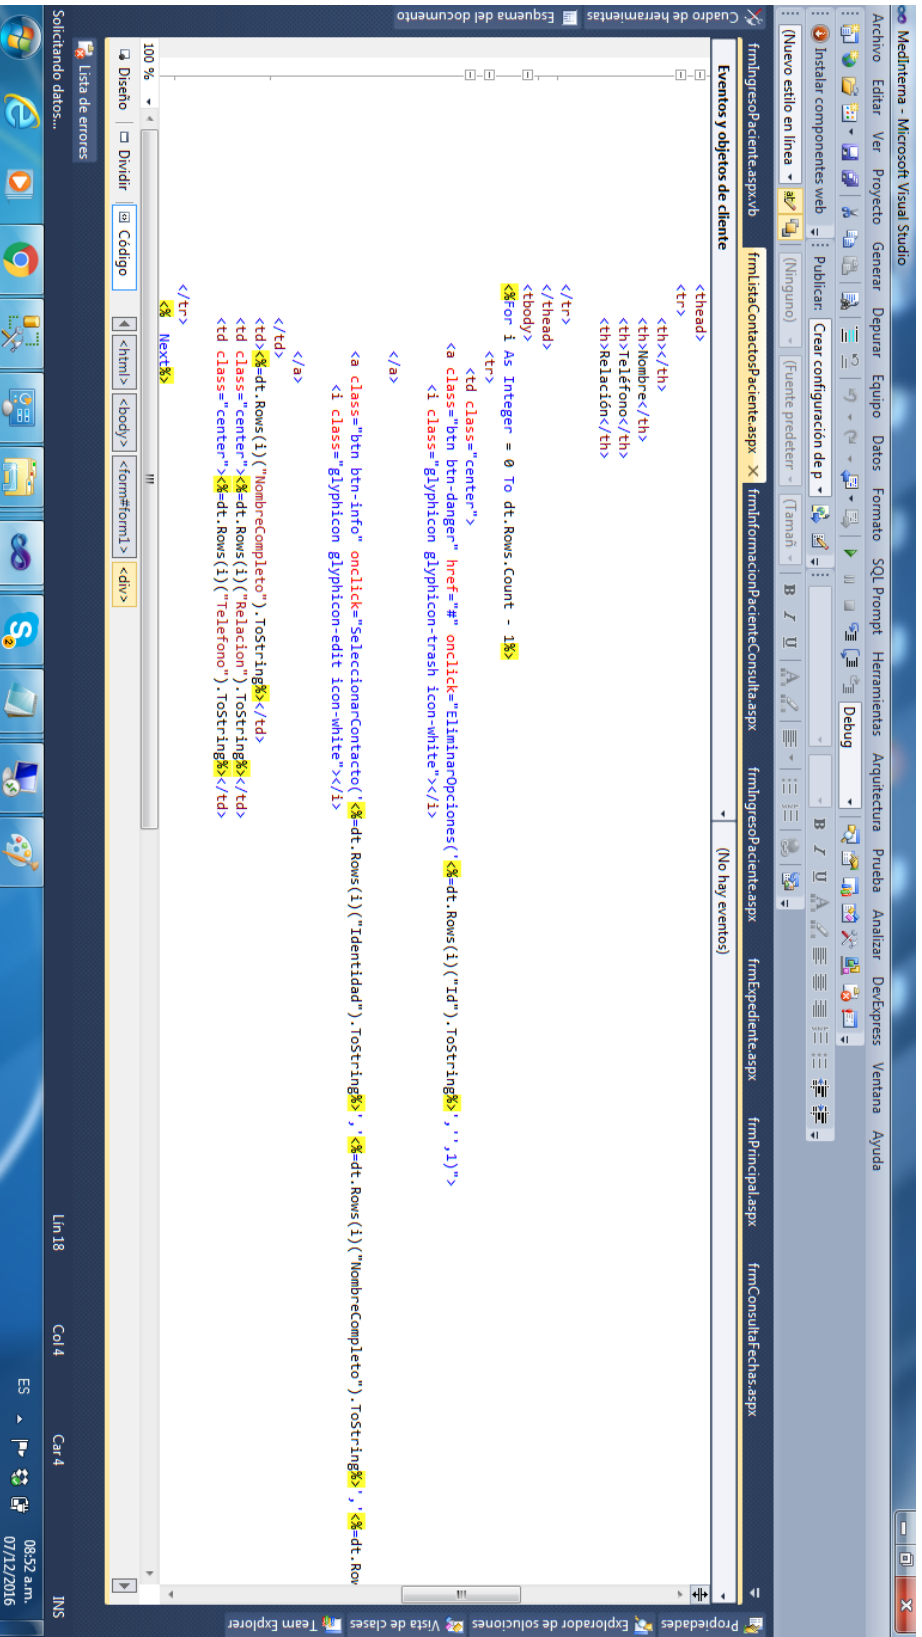 MedInterna - Microsoft Visual Studio
Archivo Editar Ver Proyecto Generar Depurar Equipo Datos Formato SQL Prompt Herramientas Arquitectura Prueba Analizar DevExpress Ventana Ayuda
Debug
Instalar componentes web Publicar: Crear configuración de p
(Nuevo estilo en línea (Ninguno) (Fuente predeterr (Tamañ
frmIngresoPaciente.aspx.vb frmListaContactosPaciente.aspx frmInformacionPacienteConsulta.aspx frmIngresoPaciente.aspx frmExpediente.aspx frmPrincipal.aspx frmConsultaFechas.aspx
Eventos y objetos de cliente (No hay eventos)
Cuadro de herramientas
Esquema del documento
<thead>
<tr>
<th></th>
<th>Nombre</th>
<th>Teléfono</th>
<th>Relación</th>
</tr>
</thead>
<tbody>
<%For i As Integer = 0 To dt.Rows.Count - 1%>
<tr>
<td class="center">
<a class="btn btn-danger" href="#" onclick="EliminarOpciones('<%=dt.Rows(i)("Id").ToString%>','',1)">
<i class="glyphicon glyphicon-trash icon-white"></i>
</a>
<a class="btn btn-info" onclick="SeleccionarContacto('<%=dt.Rows(i)("Identidad").ToString%>','<%=dt.Rows(i)("NombreCompleto").ToString%>','<%=dt.Row
<i class="glyphicon glyphicon-edit icon-white"></i>
</a>
</td>
<td><%=dt.Rows(i)("NombreCompleto").ToString%></td>
<td class="center"><%=dt.Rows(i)("Relacion").ToString%></td>
<td class="center"><%=dt.Rows(i)("Telefono").ToString%></td>
</tr>
<% Next%>
Propiedades
Explorador de soluciones
Vista de clases
Team Explorer
100 %
Diseño Dividir Código <html> <body> <form#form1> <div>
Lista de errores
Solicitando datos... Lín 18 Col 4 Car 4 INS
ES
08:52 a.m.
07/12/2016